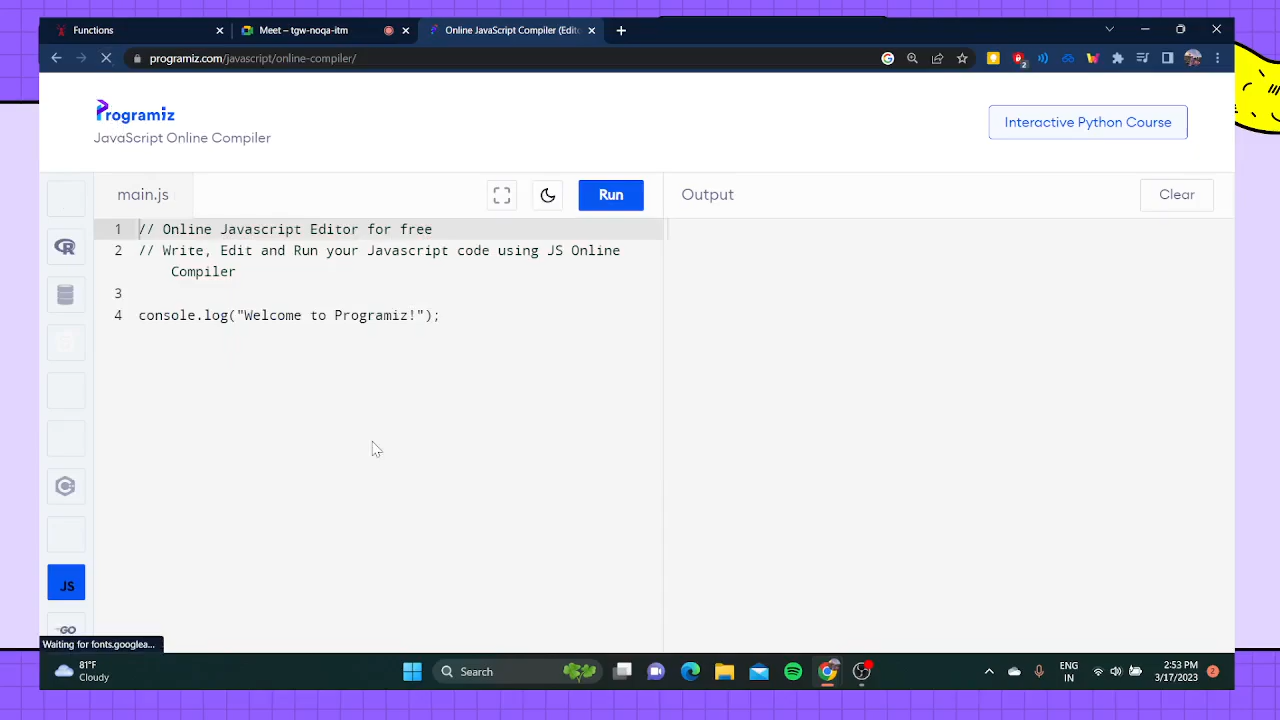 Functions
Meet – tgw-noqa-itm
Online JavaScript Compiler (Edito
programiz.com/javascript/online-compiler/
2
Programiz
JavaScript Online Compiler
Interactive Python Course
main.js
Run
Output
Clear
1 // Online Javascript Editor for free
2 // Write, Edit and Run your Javascript code using JS Online
Compiler
3
4 console.log("Welcome to Programiz!");
JS
GO
Waiting for fonts.googlea...
81°F
Cloudy
Search
ENG
IN
2:53 PM
3/17/2023
2